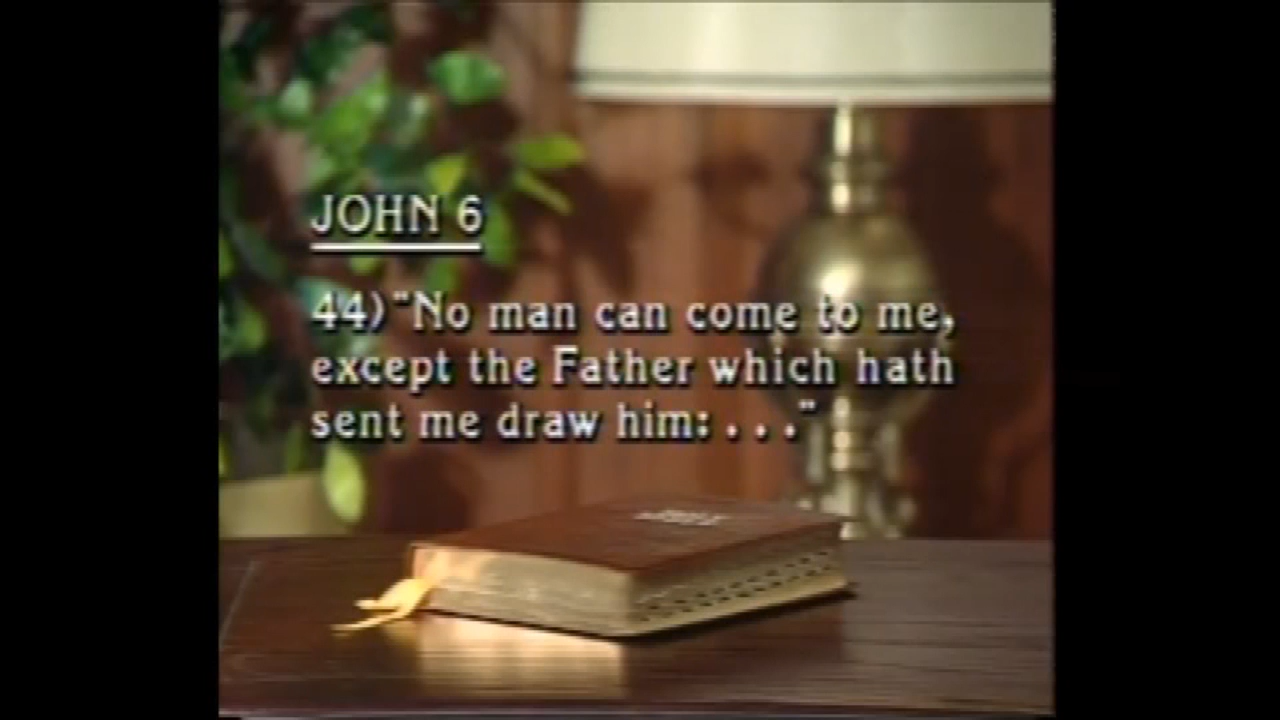 JOHN 6
44) "No man can come to me,
except the Father which hath
sent me draw him: . . ."